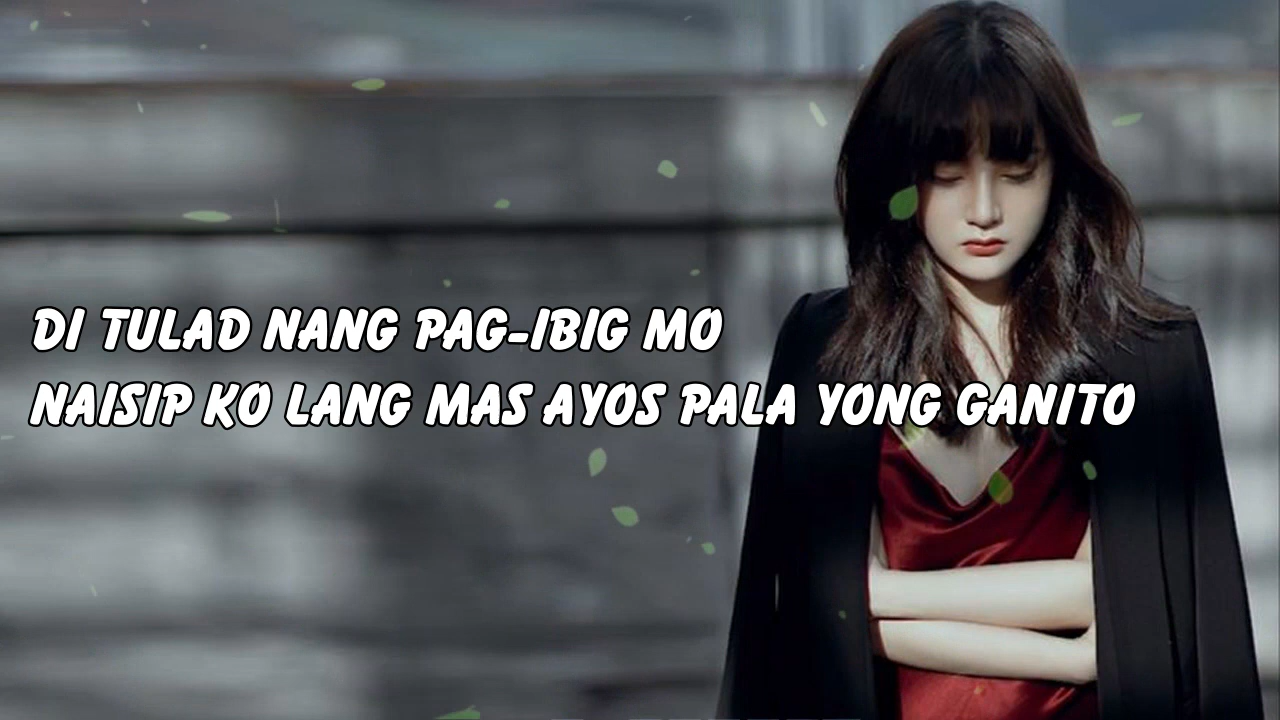 DI TULAD NANG PAG-IBIG MO
NAISIP KO LANG MAS AYOS PALA YONG GANITO